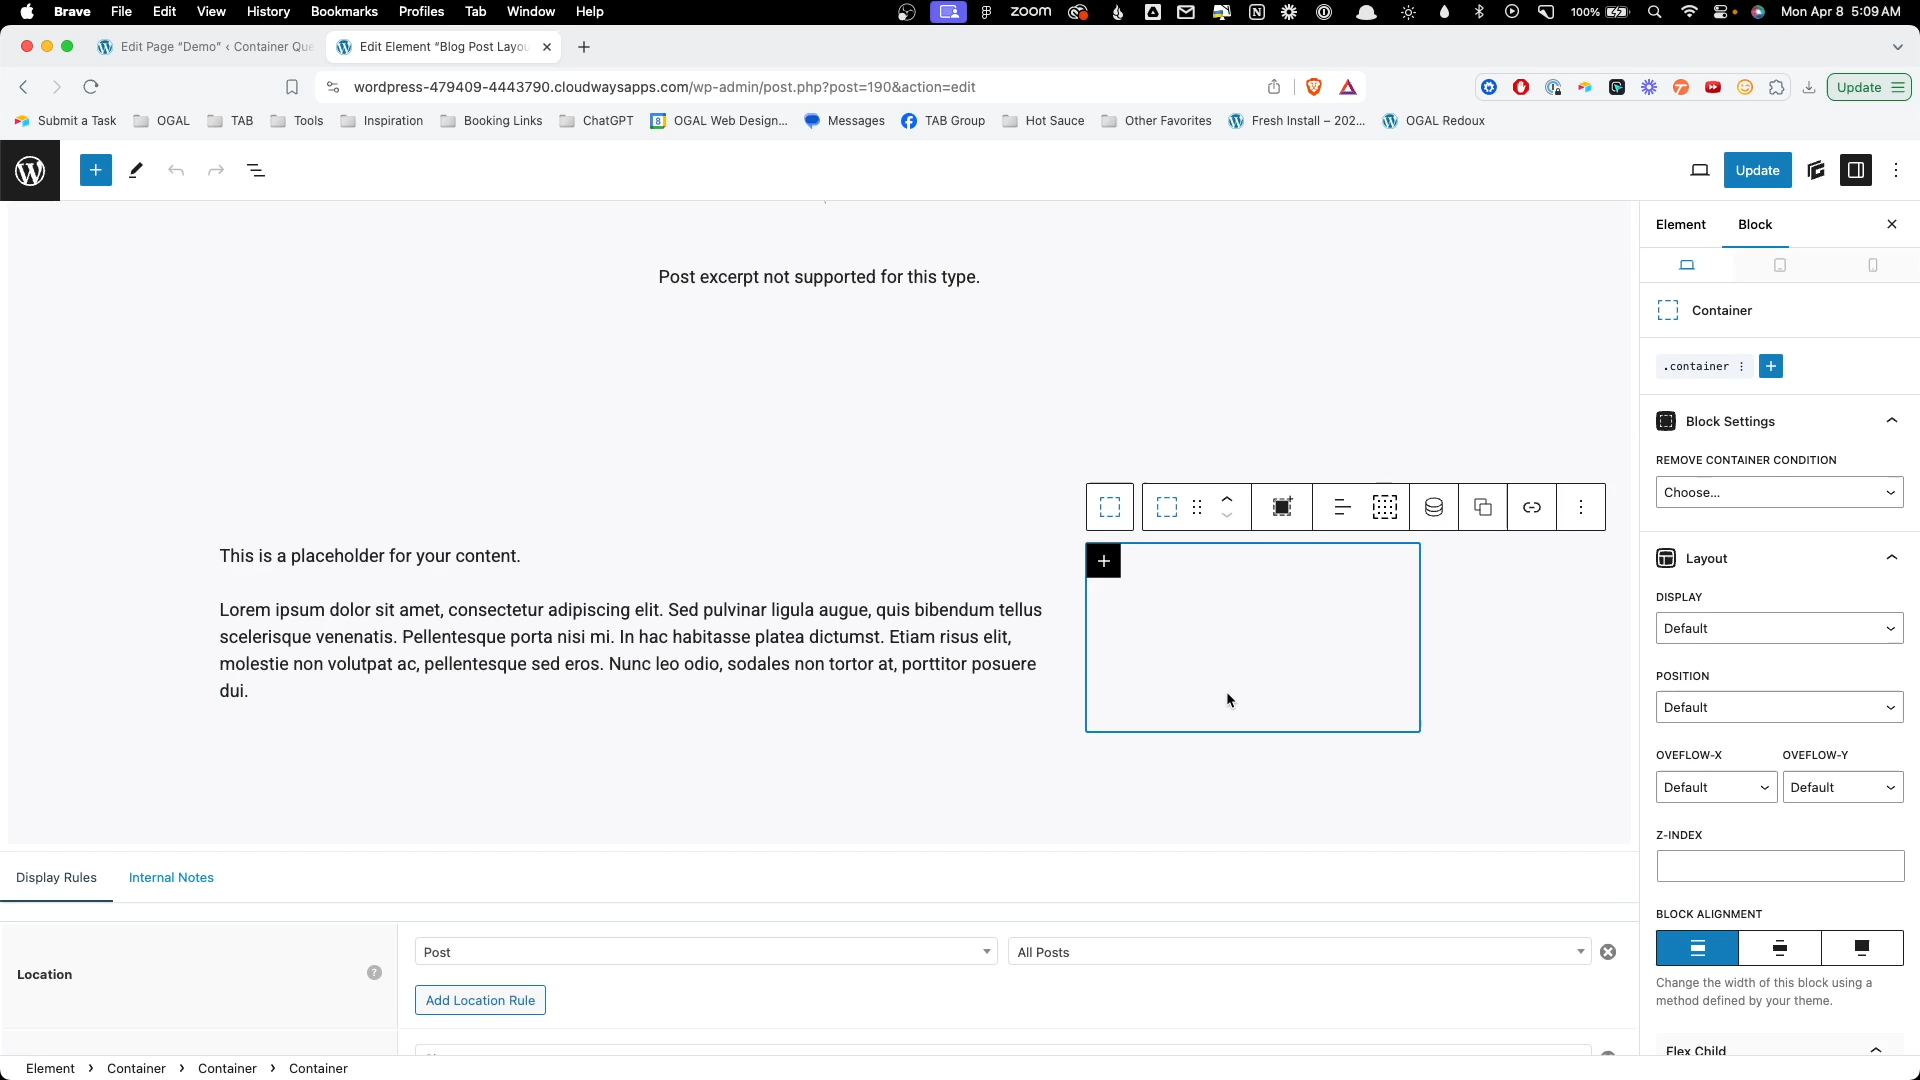 Brave File Edit View History Bookmarks Profiles Tab Window Help zoom 100% Mon Apr 8 5:09 AM
Edit Page "Demo" ‹ Container Que
Edit Element "Blog Post Layou
wordpress-479409-4443790.cloudwaysapps.com/wp-admin/post.php?post=190&action=edit
Update
Submit a Task OGAL TAB Tools Inspiration Booking Links ChatGPT OGAL Web Design... Messages TAB Group Hot Sauce Other Favorites Fresh Install – 202... OGAL Redoux
Update
Element Block
Post excerpt not supported for this type.
Container
.container
Block Settings
REMOVE CONTAINER CONDITION
Choose...
Layout
DISPLAY
Default
POSITION
Default
OVEFLOW-X OVEFLOW-Y
Default Default
Z-INDEX
BLOCK ALIGNMENT
Change the width of this block using a
method defined by your theme.
Flex Child
This is a placeholder for your content.
Lorem ipsum dolor sit amet, consectetur adipiscing elit. Sed pulvinar ligula augue, quis bibendum tellus
scelerisque venenatis. Pellentesque porta nisi mi. In hac habitasse platea dictumst. Etiam risus elit,
molestie non volutpat ac, pellentesque sed eros. Nunc leo odio, sodales non tortor at, porttitor posuere
dui.
Display Rules Internal Notes
Location
Post All Posts
Add Location Rule
Element › Container › Container › Container